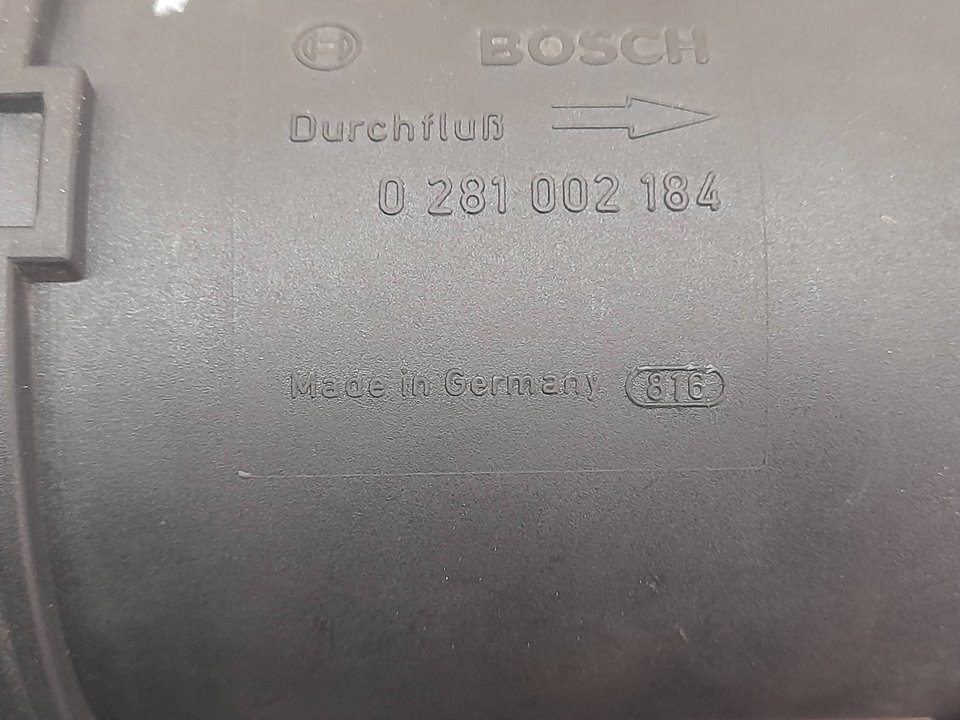 BOSCH
Durchfluß
0 281 002 184
Made in Germany 816